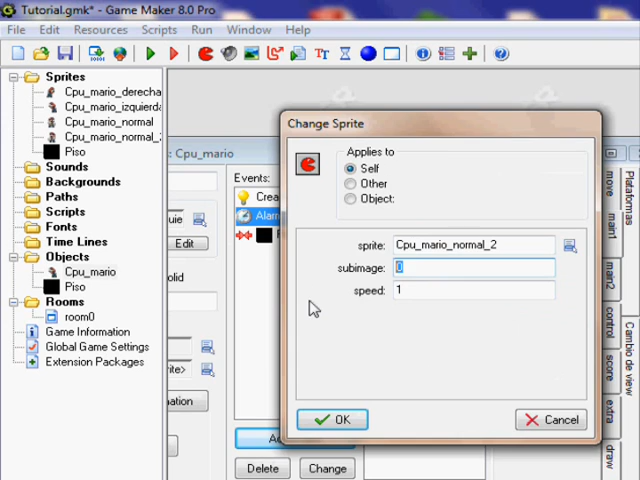 Tutorial.gmk* - Game Maker 8.0 Pro
File Edit Resources Scripts Run Window Help
Sprites
Cpu_mario_derecha
Cpu_mario_izquierda
Cpu_mario_normal
Cpu_mario_normal_2
Piso
Sounds
Backgrounds
Paths
Scripts
Fonts
Time Lines
Objects
Cpu_mario
Piso
Rooms
room0
Game Information
Global Game Settings
Extension Packages
: Cpu_mario
Edit
olid
ite>
ation
Events:
Crea
Alarm
Delete
Change
Change Sprite
Applies to
Self
Other
Object:
sprite: Cpu_mario_normal_2
subimage: 0
speed: 1
OK
Cancel
move
main1
main2
control
score
extra
draw
Plataformas
Cambio de view